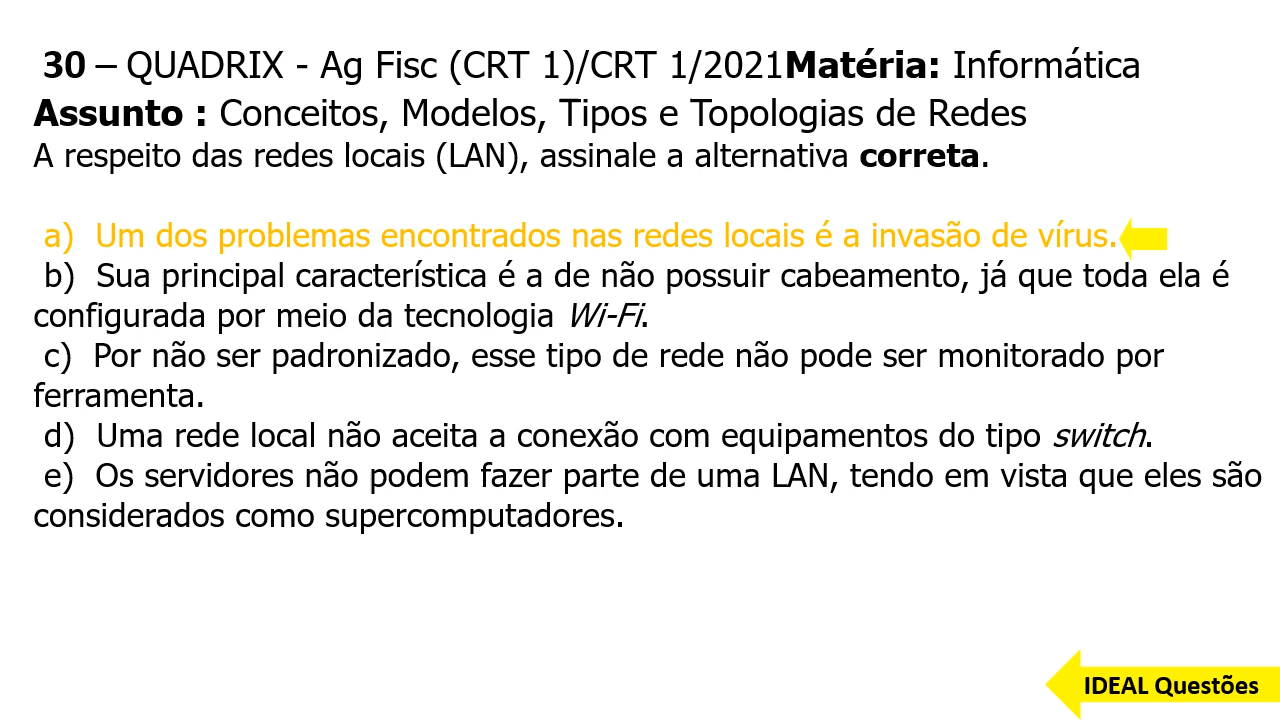 30 – QUADRIX - Ag Fisc (CRT 1)/CRT 1/2021Matéria: Informática
Assunto : Conceitos, Modelos, Tipos e Topologias de Redes
A respeito das redes locais (LAN), assinale a alternativa correta.
a) Um dos problemas encontrados nas redes locais é a invasão de vírus.
b) Sua principal característica é a de não possuir cabeamento, já que toda ela é
configurada por meio da tecnologia Wi-Fi.
c) Por não ser padronizado, esse tipo de rede não pode ser monitorado por
ferramenta.
d) Uma rede local não aceita a conexão com equipamentos do tipo switch.
e) Os servidores não podem fazer parte de uma LAN, tendo em vista que eles são
considerados como supercomputadores.
IDEAL Questões